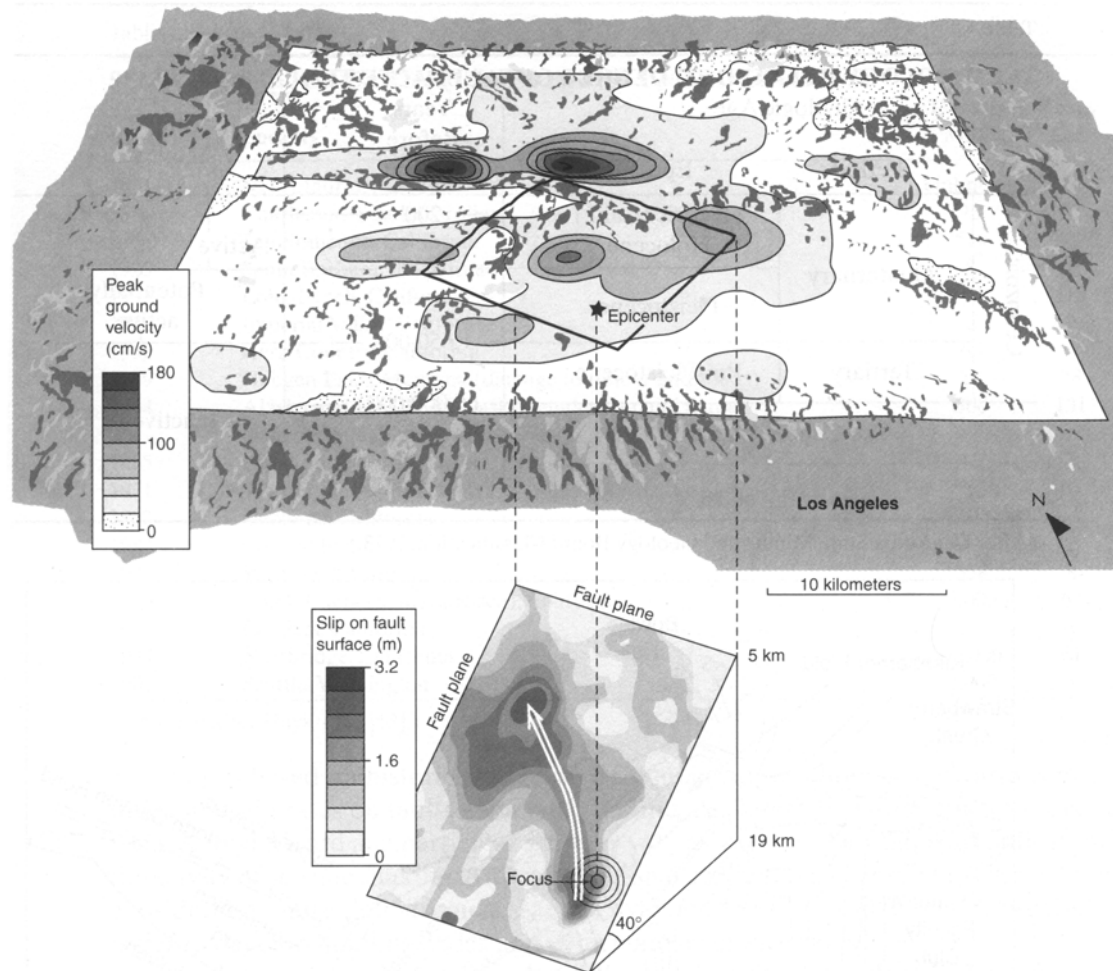 Peak
ground
velocity
(cm/s)
180
100
0
Epicenter
Los Angeles
N
10 kilometers
Slip on fault
surface (m)
3.2
1.6
0
Fault plane
Fault plane
5 km
19 km
Focus
40°